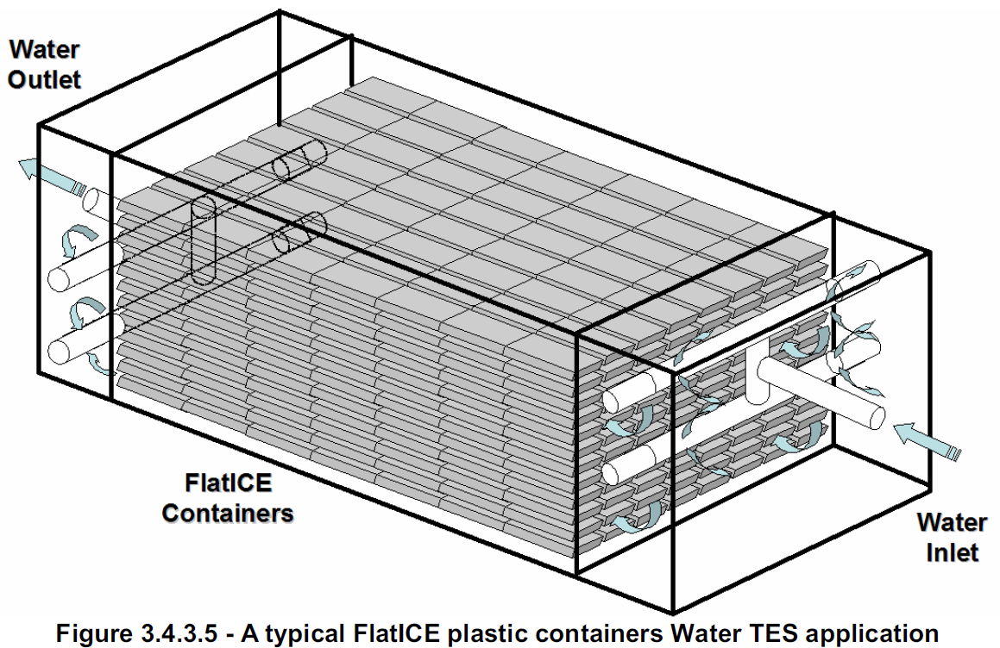 Water
Outlet
FlatICE
Containers
Water
Inlet
Figure 3.4.3.5 - A typical FlatICE plastic containers Water TES application